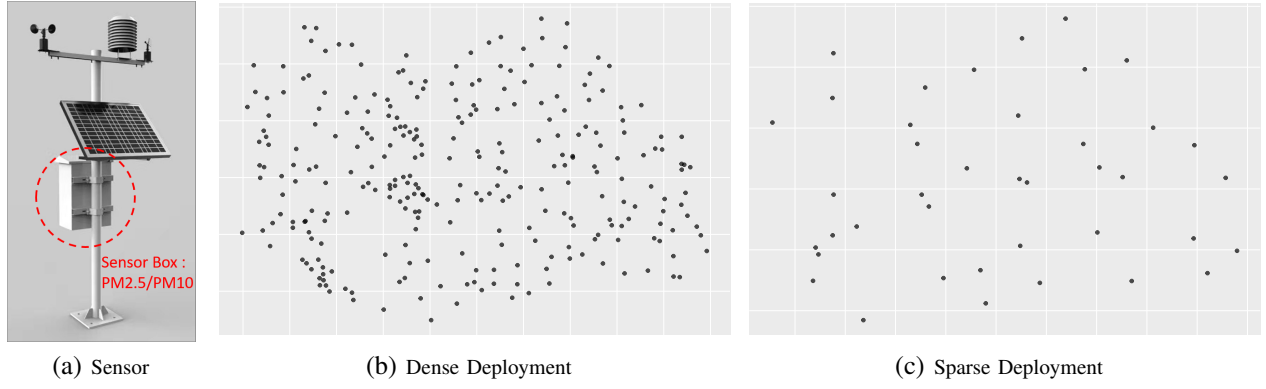 Sensor Box :
PM2.5/PM10
(a) Sensor
(b) Dense Deployment
(c) Sparse Deployment